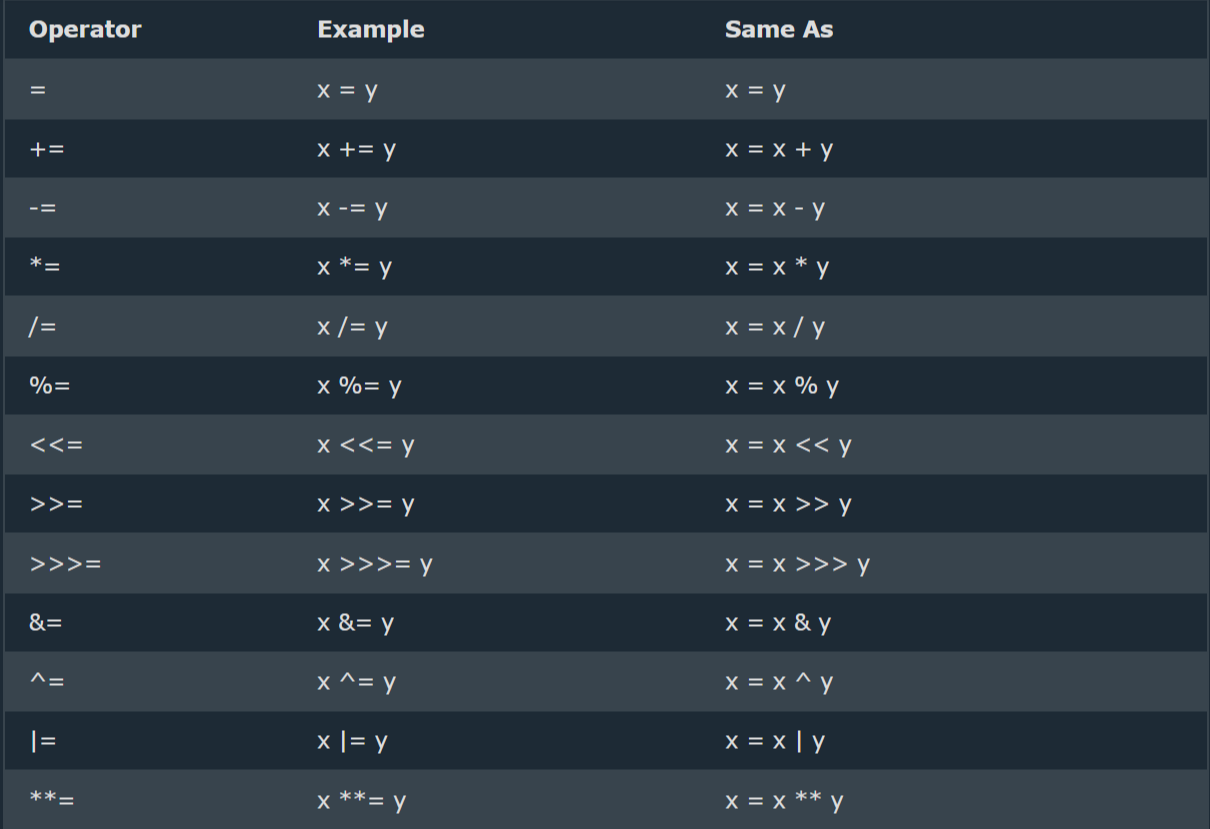 Operator Example Same As
= x = y x = y
+= x += y x = x + y
-= x -= y x = x - y
*= x *= y x = x * y
/= x /= y x = x / y
%= x %= y x = x % y
<<= x <<= y x = x << y
>>= x >>= y x = x >> y
>>>= x >>>= y x = x >>> y
&= x &= y x = x & y
^= x ^= y x = x ^ y
|= x |= y x = x | y
**= x **= y x = x ** y